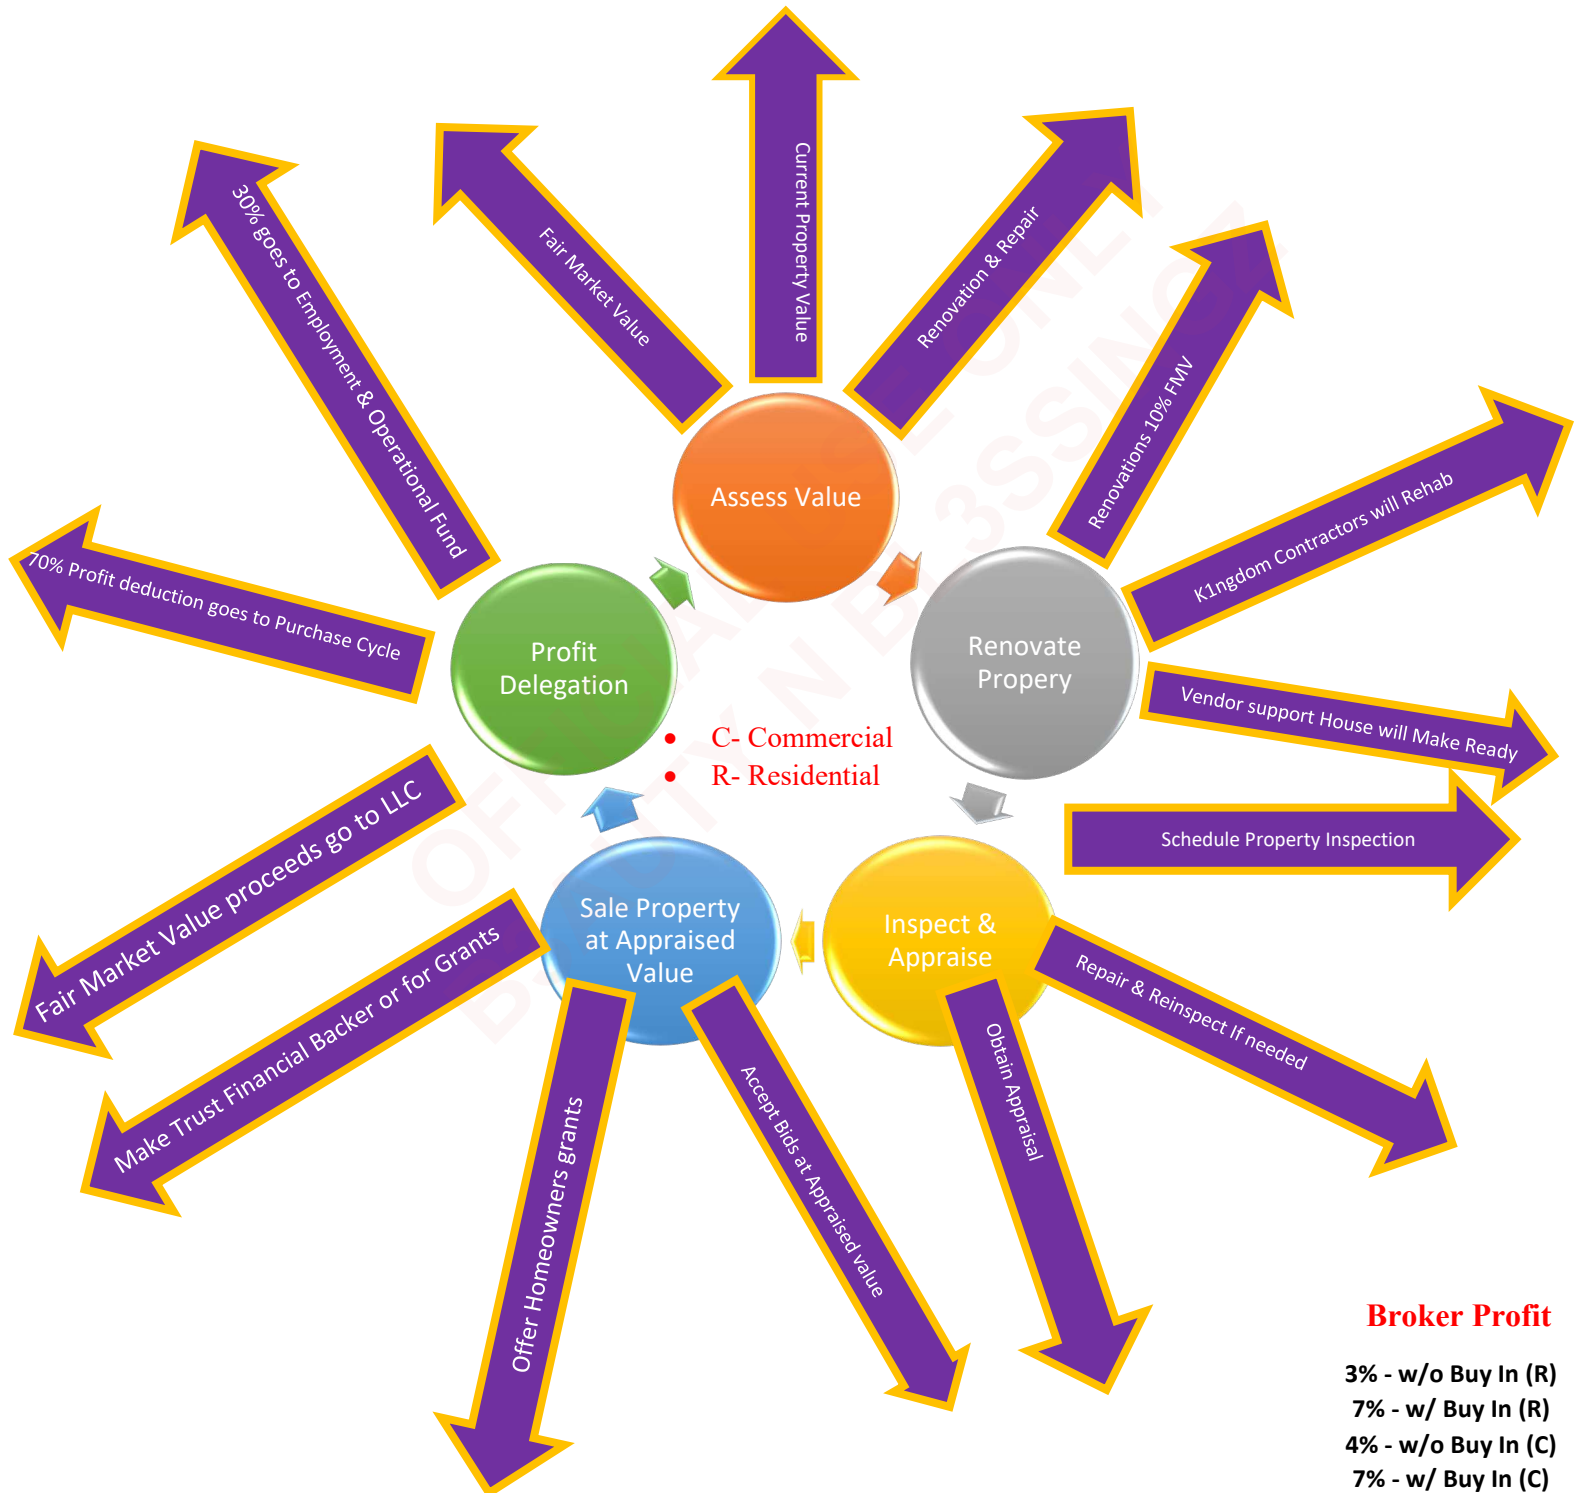 Current Property Value
Fair Market Value
Renovation & Repair
30% goes to Employment & Operational Fund
Renovations 10% FMV
Assess Value
K1ngdom Contractors will Rehab
70% Profit deduction goes to Purchase Cycle
Profit
Delegation
Renovate
Propery
Vendor support House will Make Ready
• C- Commercial
• R- Residential
Schedule Property Inspection
Fair Market Value proceeds go to LLC
Sale Property
at Appraised
Value
Inspect &
Appraise
Repair & Reinspect If needed
Make Trust Financial Backer or for Grants
Obtain Appraisal
Accept Bids at Appraised value
Offer Homeowners grants
Broker Profit
3% - w/o Buy In (R)
7% - w/ Buy In (R)
4% - w/o Buy In (C)
7% - w/ Buy In (C)